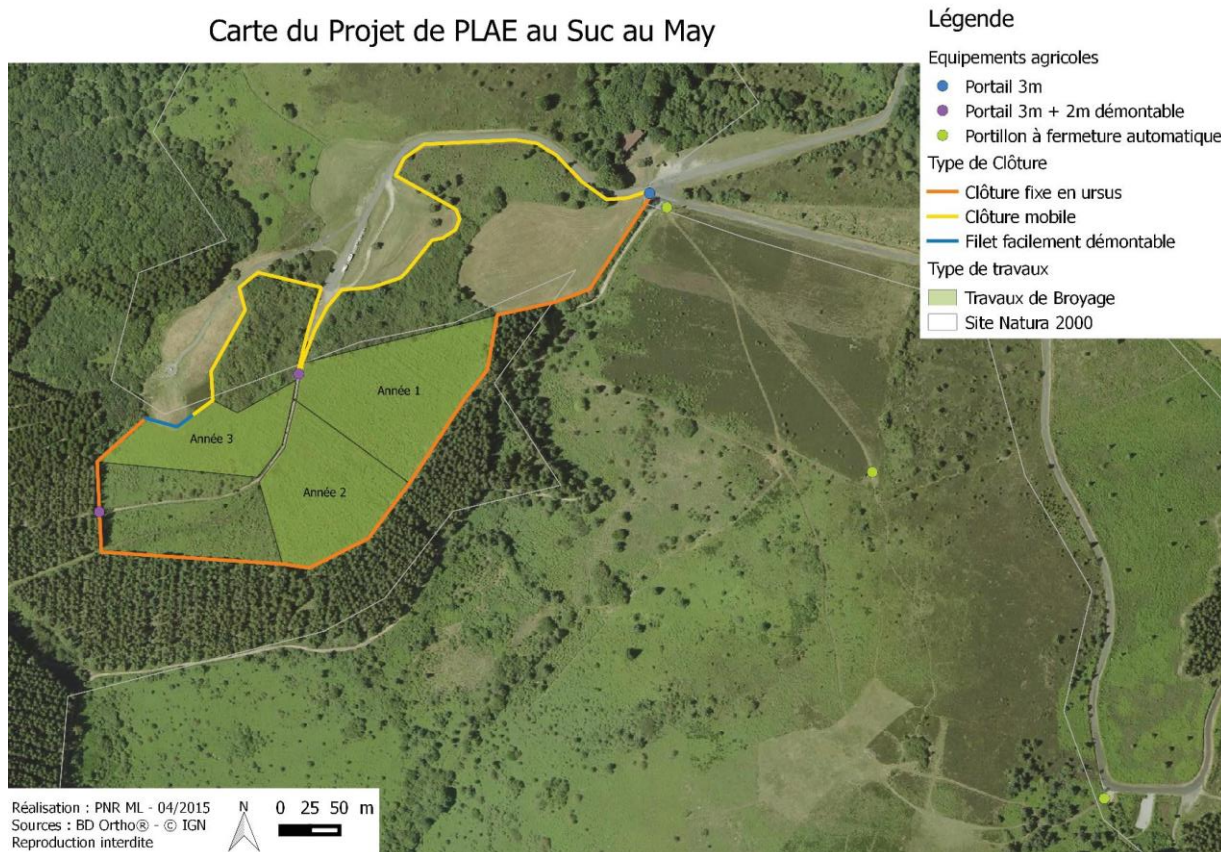 Carte du Projet de PLAE au Suc au May
Légende
Equipements agricoles
Portail 3m
Portail 3m + 2m démontable
Portillon à fermeture automatique
Type de Clôture
Clôture fixe en ursus
Clôture mobile
Filet facilement démontable
Type de travaux
Travaux de Broyage
Site Natura 2000
Année 1
Année 3
Année 2
Réalisation : PNR ML - 04/2015
Sources : BD Ortho® - © IGN
Reproduction interdite
N
0 25 50 m